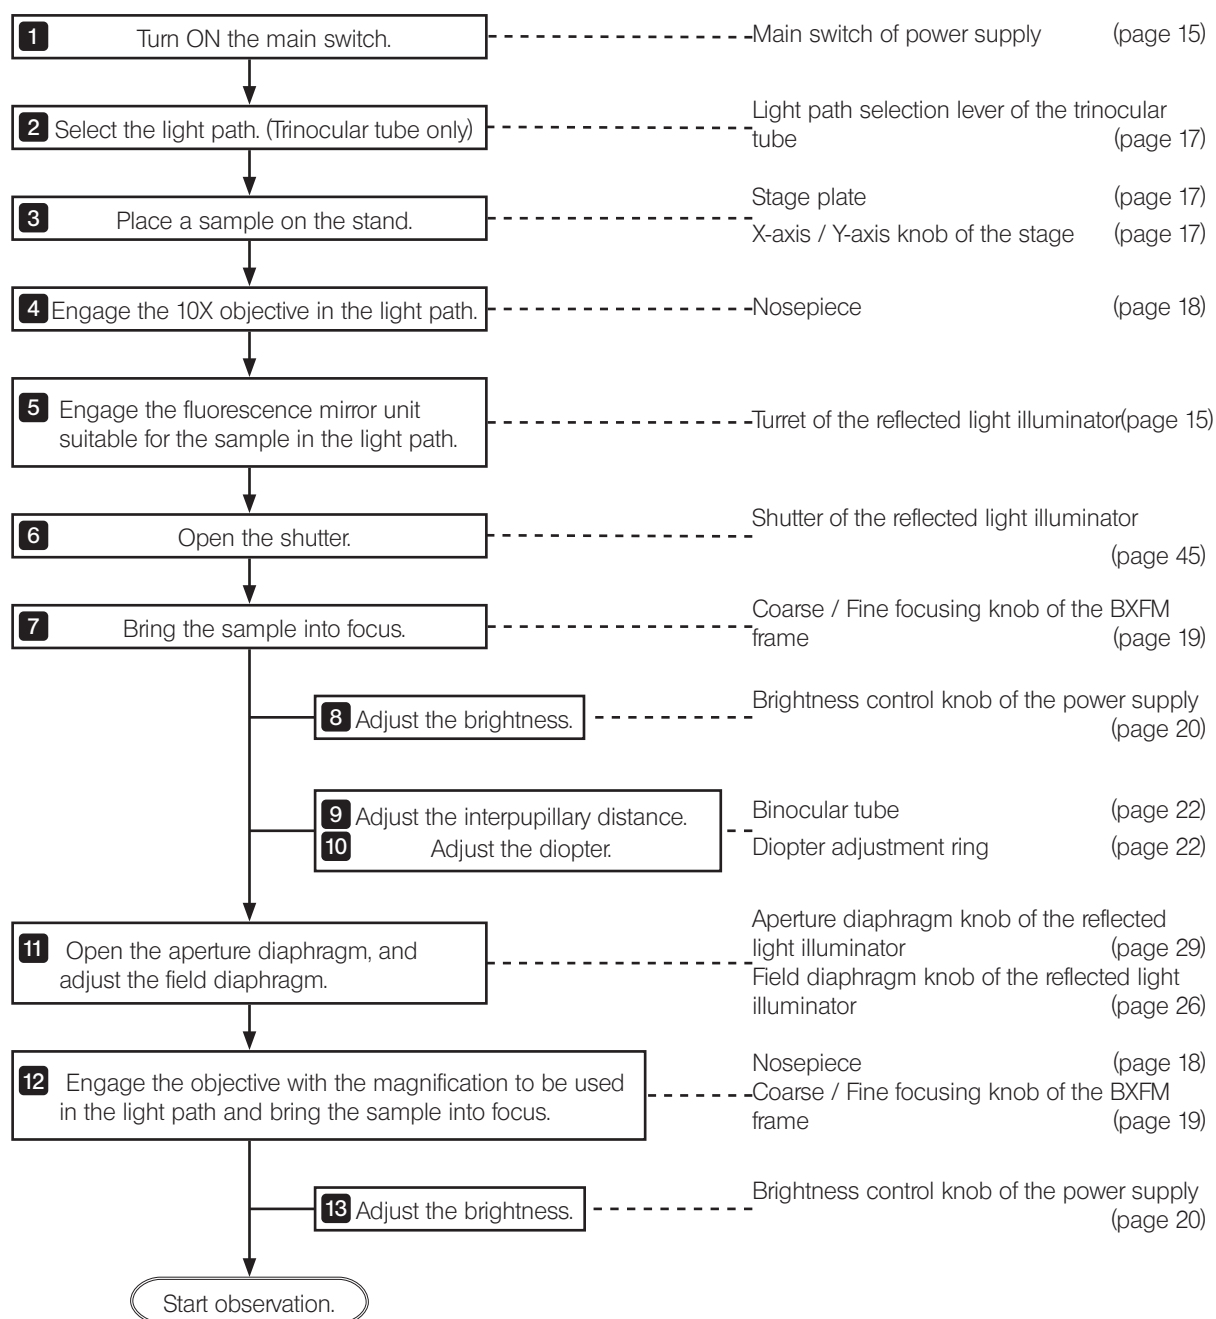 1 Turn ON the main switch.
Main switch of power supply (page 15)
2 Select the light path. (Trinocular tube only)
Light path selection lever of the trinocular
tube (page 17)
3 Place a sample on the stand.
Stage plate (page 17)
X-axis / Y-axis knob of the stage (page 17)
4 Engage the 10X objective in the light path.
Nosepiece (page 18)
5 Engage the fluorescence mirror unit
suitable for the sample in the light path.
Turret of the reflected light illuminator(page 15)
6 Open the shutter.
Shutter of the reflected light illuminator
(page 45)
7 Bring the sample into focus.
Coarse / Fine focusing knob of the BXFM
frame (page 19)
8 Adjust the brightness.
Brightness control knob of the power supply
(page 20)
9 Adjust the interpupillary distance.
10 Adjust the diopter.
Binocular tube (page 22)
Diopter adjustment ring (page 22)
11 Open the aperture diaphragm, and
adjust the field diaphragm.
Aperture diaphragm knob of the reflected
light illuminator (page 29)
Field diaphragm knob of the reflected light
illuminator (page 26)
12 Engage the objective with the magnification to be used
in the light path and bring the sample into focus.
Nosepiece (page 18)
Coarse / Fine focusing knob of the BXFM
frame (page 19)
13 Adjust the brightness.
Brightness control knob of the power supply
(page 20)
Start observation.